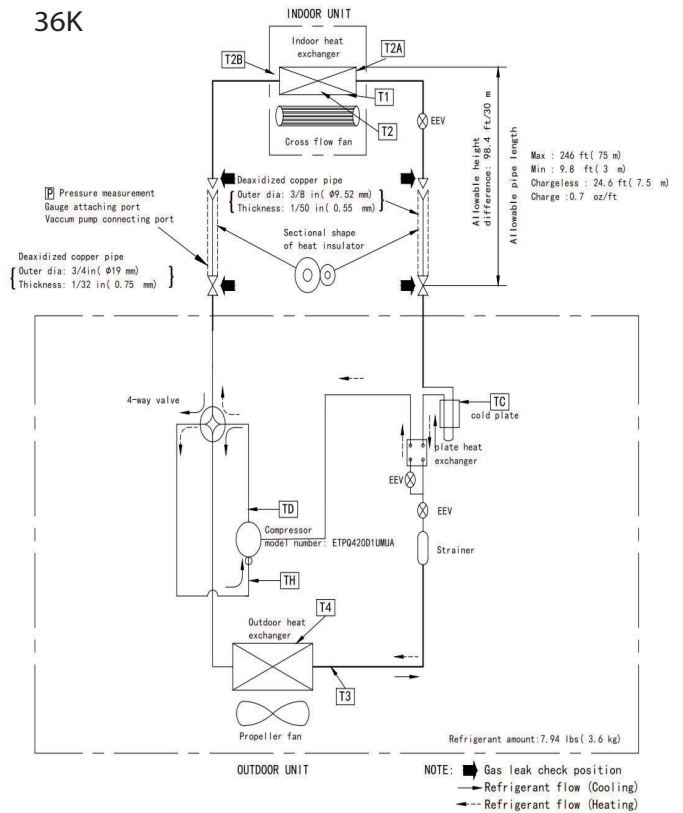 36K
INDOOR UNIT
Indoor heat
exchanger
T2B
T2A
T1
T2
EEV
Cross flow fan
Allowable height
difference: 98.4 ft/30 m
Allowable pipe length
Max : 246 ft( 75 m)
Min : 9.8 ft( 3 m)
Chargeless : 24.6 ft( 7.5 m)
Charge :0.7 oz/ft
Deaxidized copper pipe
Outer dia: 3/8 in( Φ9.52 mm)
Thickness: 1/50 in( 0.55 mm)
P Pressure measurement
Gauge attaching port
Vaccum pump connecting port
Sectional shape
of heat insulator
Deaxidized copper pipe
Outer dia: 3/4in( Φ19 mm)
Thickness: 1/32 in( 0.75 mm)
4-way valve
TC
cold plate
plate heat
exchanger
EEV
EEV
TD
Compressor
model number: ETPQ420D1UMUA
Strainer
TH
T4
Outdoor heat
exchanger
T3
Propeller fan
Refrigerant amount:7.94 lbs( 3.6 kg)
OUTDOOR UNIT
NOTE: Gas leak check position
Refrigerant flow (Cooling)
Refrigerant flow (Heating)